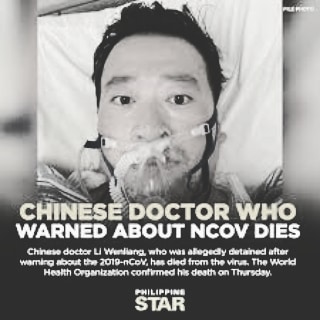 FILE PHOTO
CHINESE DOCTOR WHO
WARNED ABOUT NCOV DIES
Chinese doctor Li Wenliang, who was allegedly detained after
warning about the 2019-nCoV, has died from the virus. The World
Health Organization confirmed his death on Thursday.
PHILIPPINE
STAR